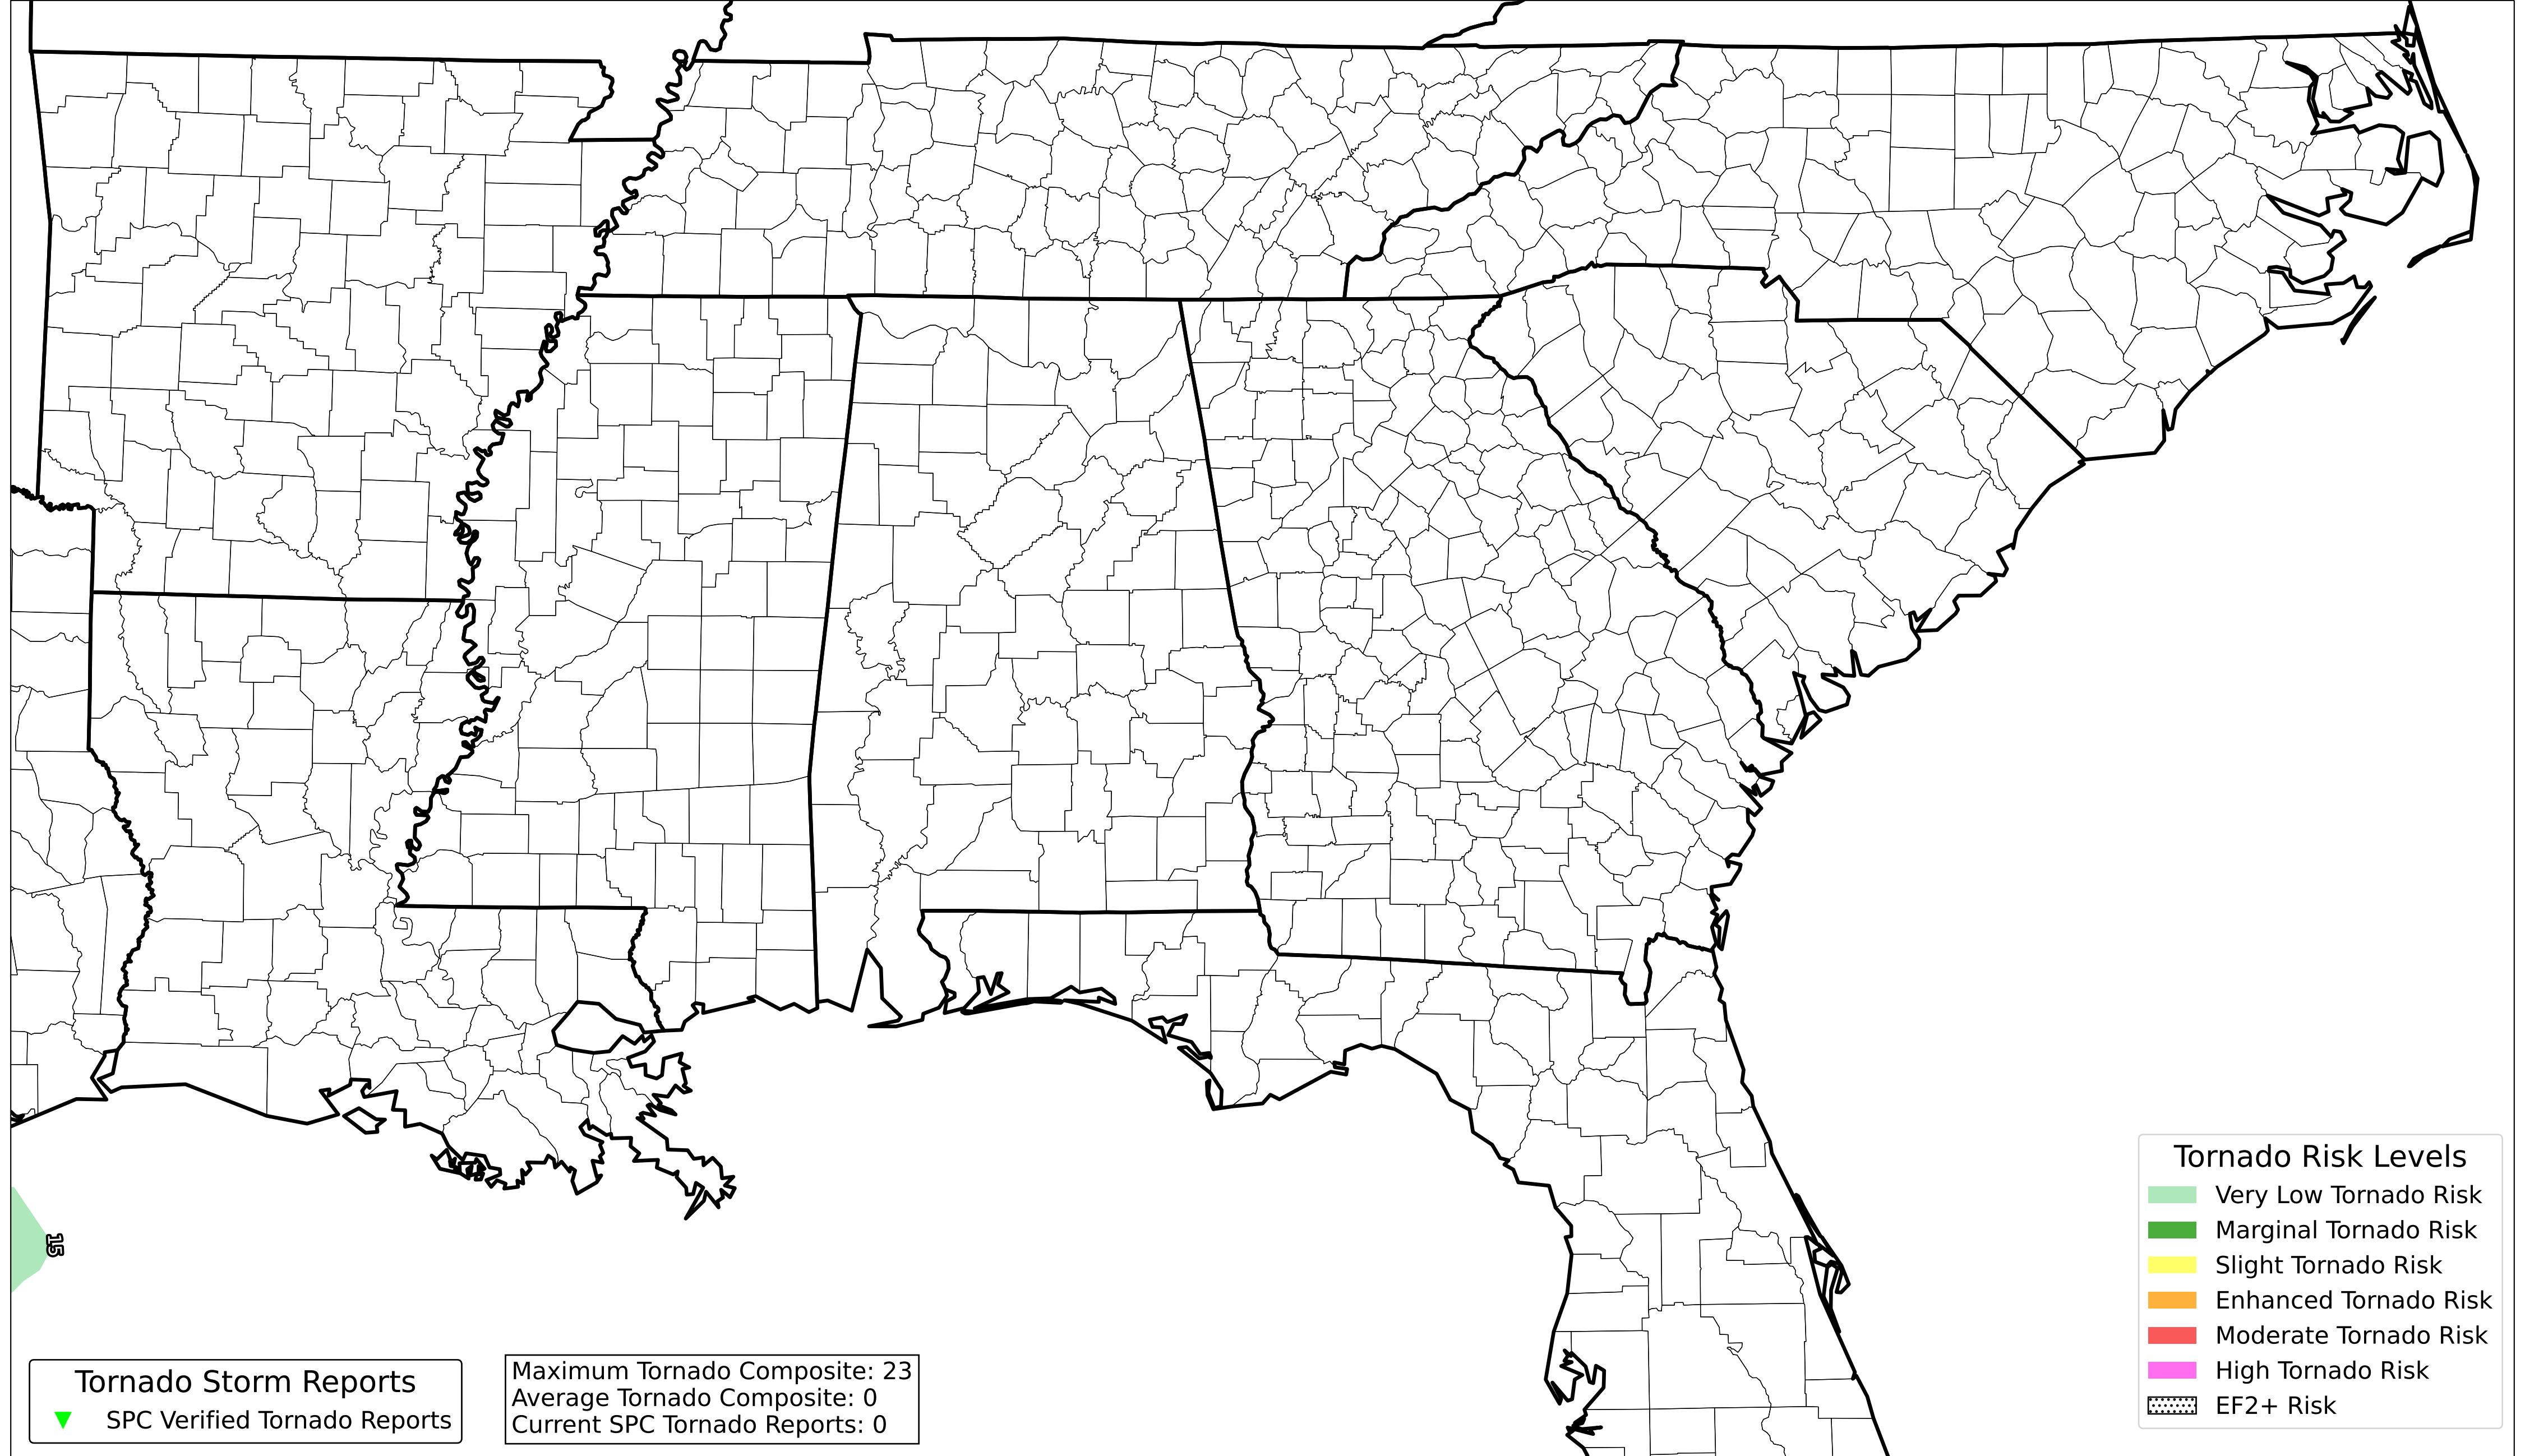 15
Tornado Storm Reports
SPC Verified Tornado Reports
Maximum Tornado Composite: 23
Average Tornado Composite: 0
Current SPC Tornado Reports: 0
Tornado Risk Levels
Very Low Tornado Risk
Marginal Tornado Risk
Slight Tornado Risk
Enhanced Tornado Risk
Moderate Tornado Risk
High Tornado Risk
EF2+ Risk